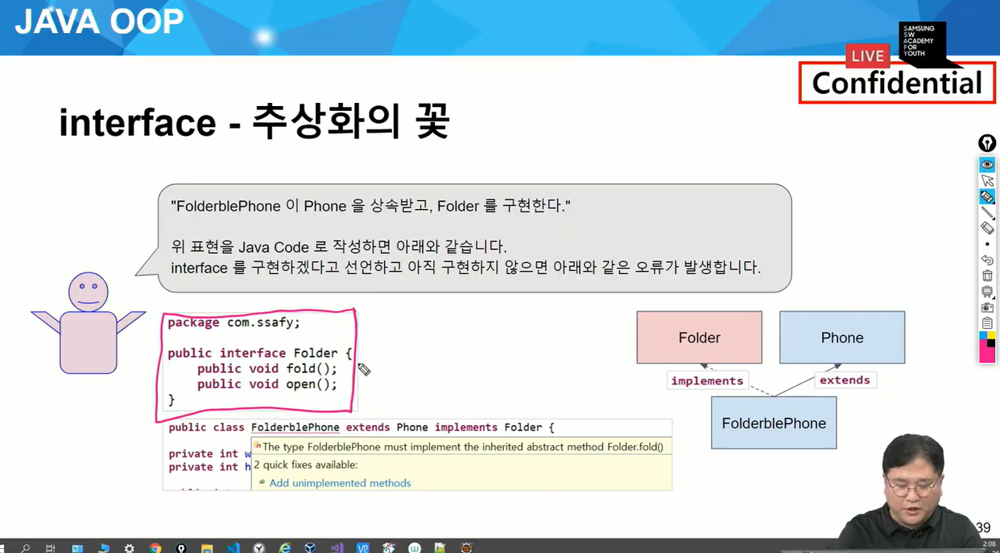 JAVA OOP
SAMSUNG
SW
ACADEMY
FOR
YOUTH
LIVE
Confidential
interface - 추상화의 꽃
"FolderblePhone 이 Phone 을 상속받고, Folder 를 구현한다."
위 표현을 Java Code 로 작성하면 아래와 같습니다.
interface 를 구현하겠다고 선언하고 아직 구현하지 않으면 아래와 같은 오류가 발생합니다.
package com.ssafy;
public interface Folder {
public void fold();
public void open();
}
Folder
Phone
implements
extends
FolderblePhone
public class FolderblePhone extends Phone implements Folder {
private int w
private int h
The type FolderblePhone must implement the inherited abstract method Folder.fold()
2 quick fixes available:
Add unimplemented methods
39
2:08